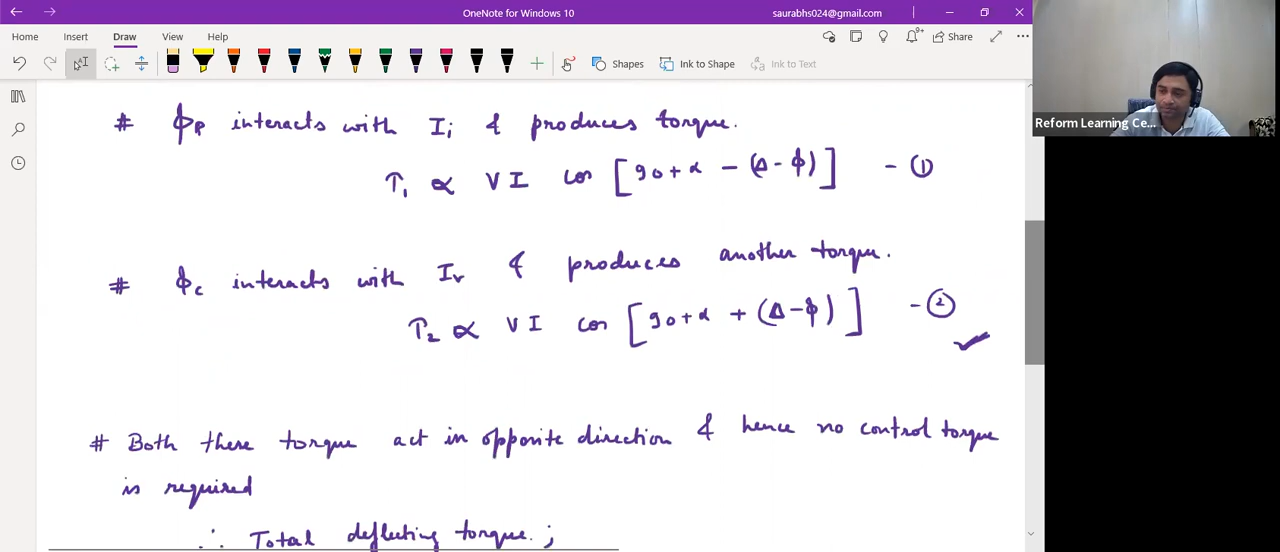 OneNote for Windows 10
saurabhs024@gmail.com
Home Insert Draw View Help
Share
Shapes Ink to Shape Ink to Text
Reform Learning Ce...
# ϕp interacts with Ii & produces torque.
T1 ∝ VI cos [90+α - (Δ-ϕ)] - ①
# ϕc interacts with Iv & produces another torque.
T2 ∝ VI cos [90+α + (Δ-ϕ)] - ②
# Both these torque act in opposite direction & hence no control torque
is required
∴ Total deflecting torque ;